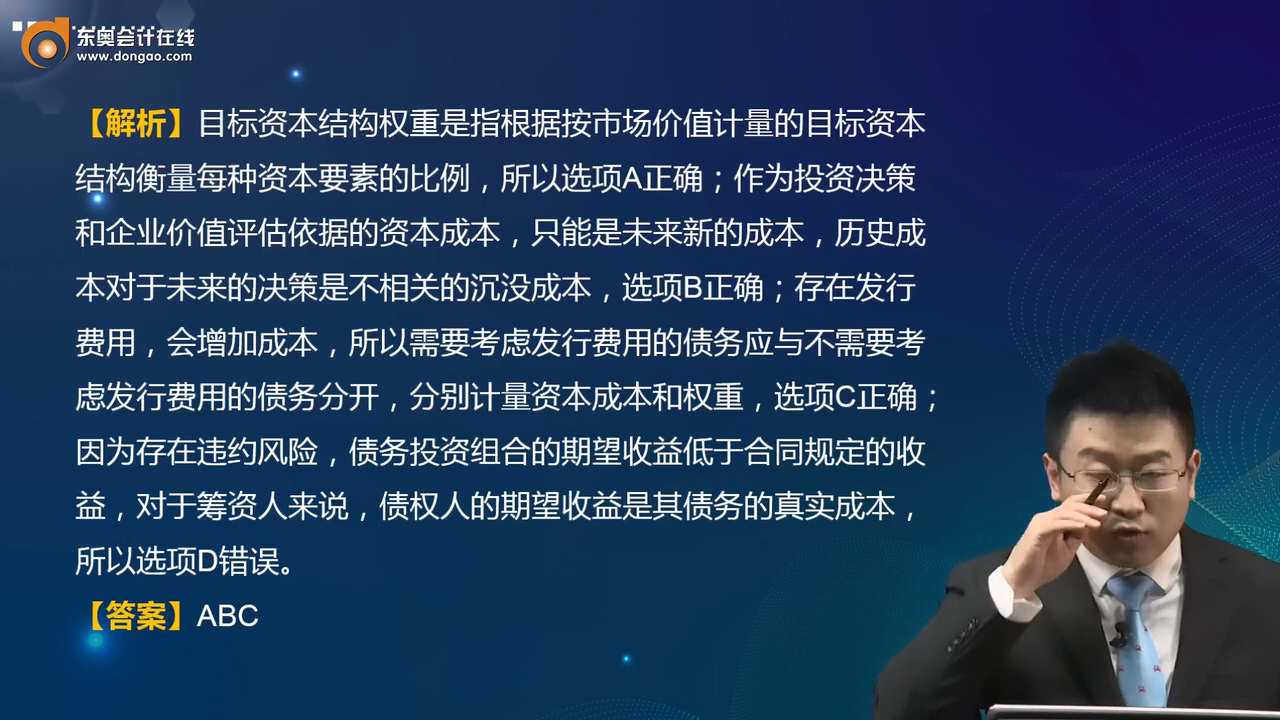 东奥会计在线
www.dongao.com
【解析】目标资本结构权重是指根据按市场价值计量的目标资本
结构衡量每种资本要素的比例，所以选项A正确；作为投资决策
和企业价值评估依据的资本成本，只能是未来新的成本，历史成
本对于未来的决策是不相关的沉没成本，选项B正确；存在发行
费用，会增加成本，所以需要考虑发行费用的债务应与不需要考
虑发行费用的债务分开，分别计量资本成本和权重，选项C正确；
因为存在违约风险，债务投资组合的期望收益低于合同规定的收
益，对于筹资人来说，债权人的期望收益是其债务的真实成本，
所以选项D错误。
【答案】ABC